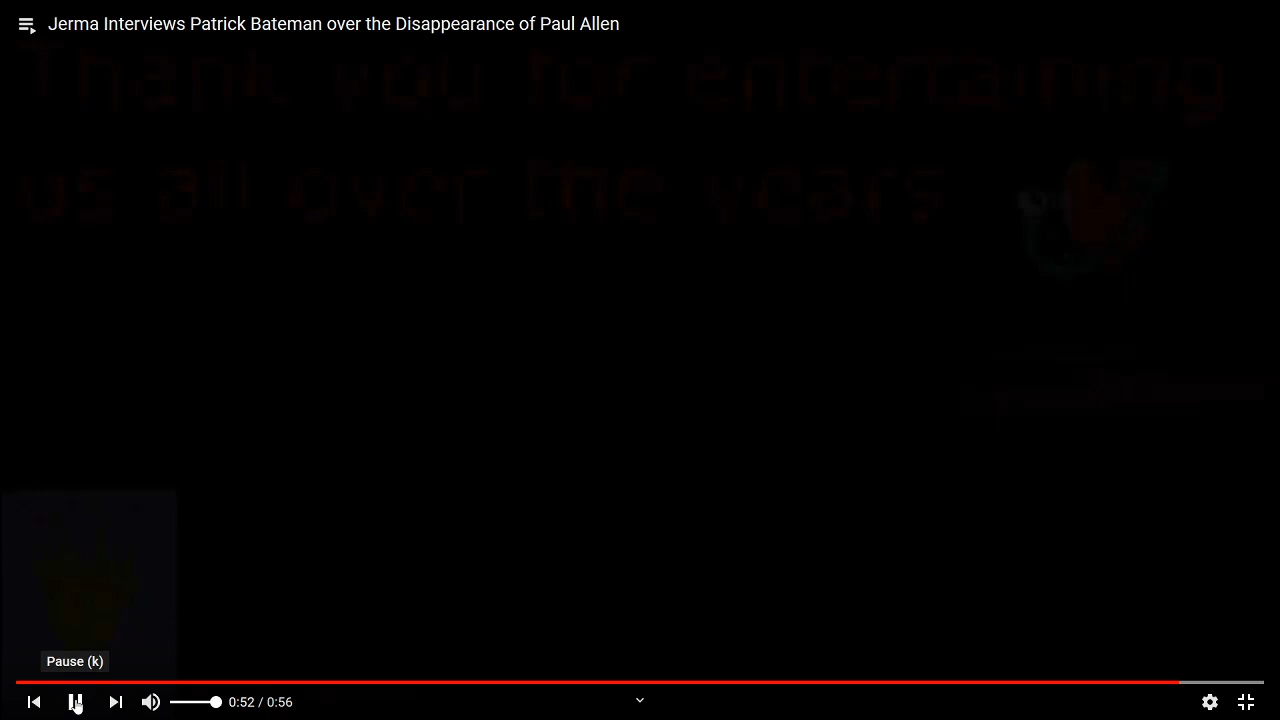 Jerma Interviews Patrick Bateman over the Disappearance of Paul Allen
Thank you for entertaining
us all over the years
Pause (k)
0:52 / 0:56